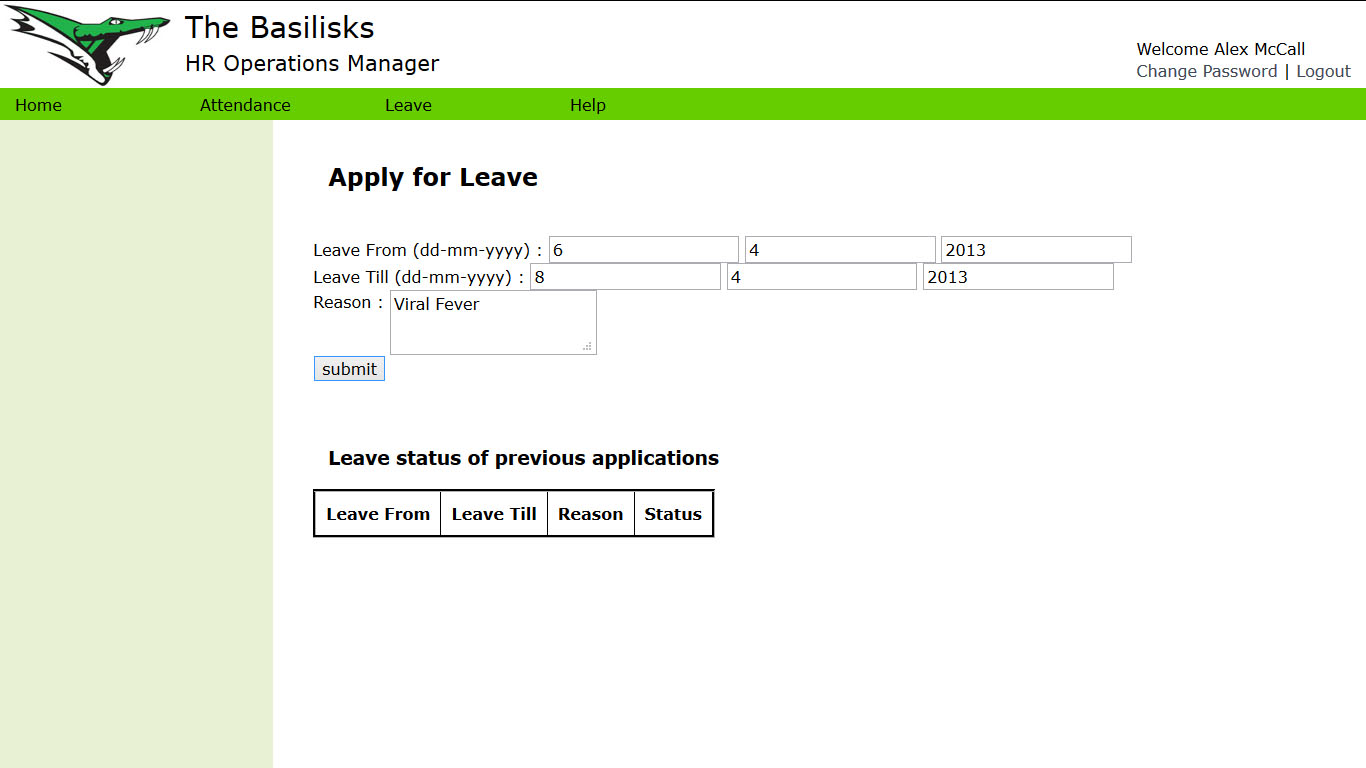 The Basilisks
HR Operations Manager
Welcome Alex McCall
Change Password | Logout
Home Attendance Leave Help
Apply for Leave
Leave From (dd-mm-yyyy) : 6 4 2013
Leave Till (dd-mm-yyyy) : 8 4 2013
Reason : Viral Fever
submit
Leave status of previous applications
Leave From Leave Till Reason Status